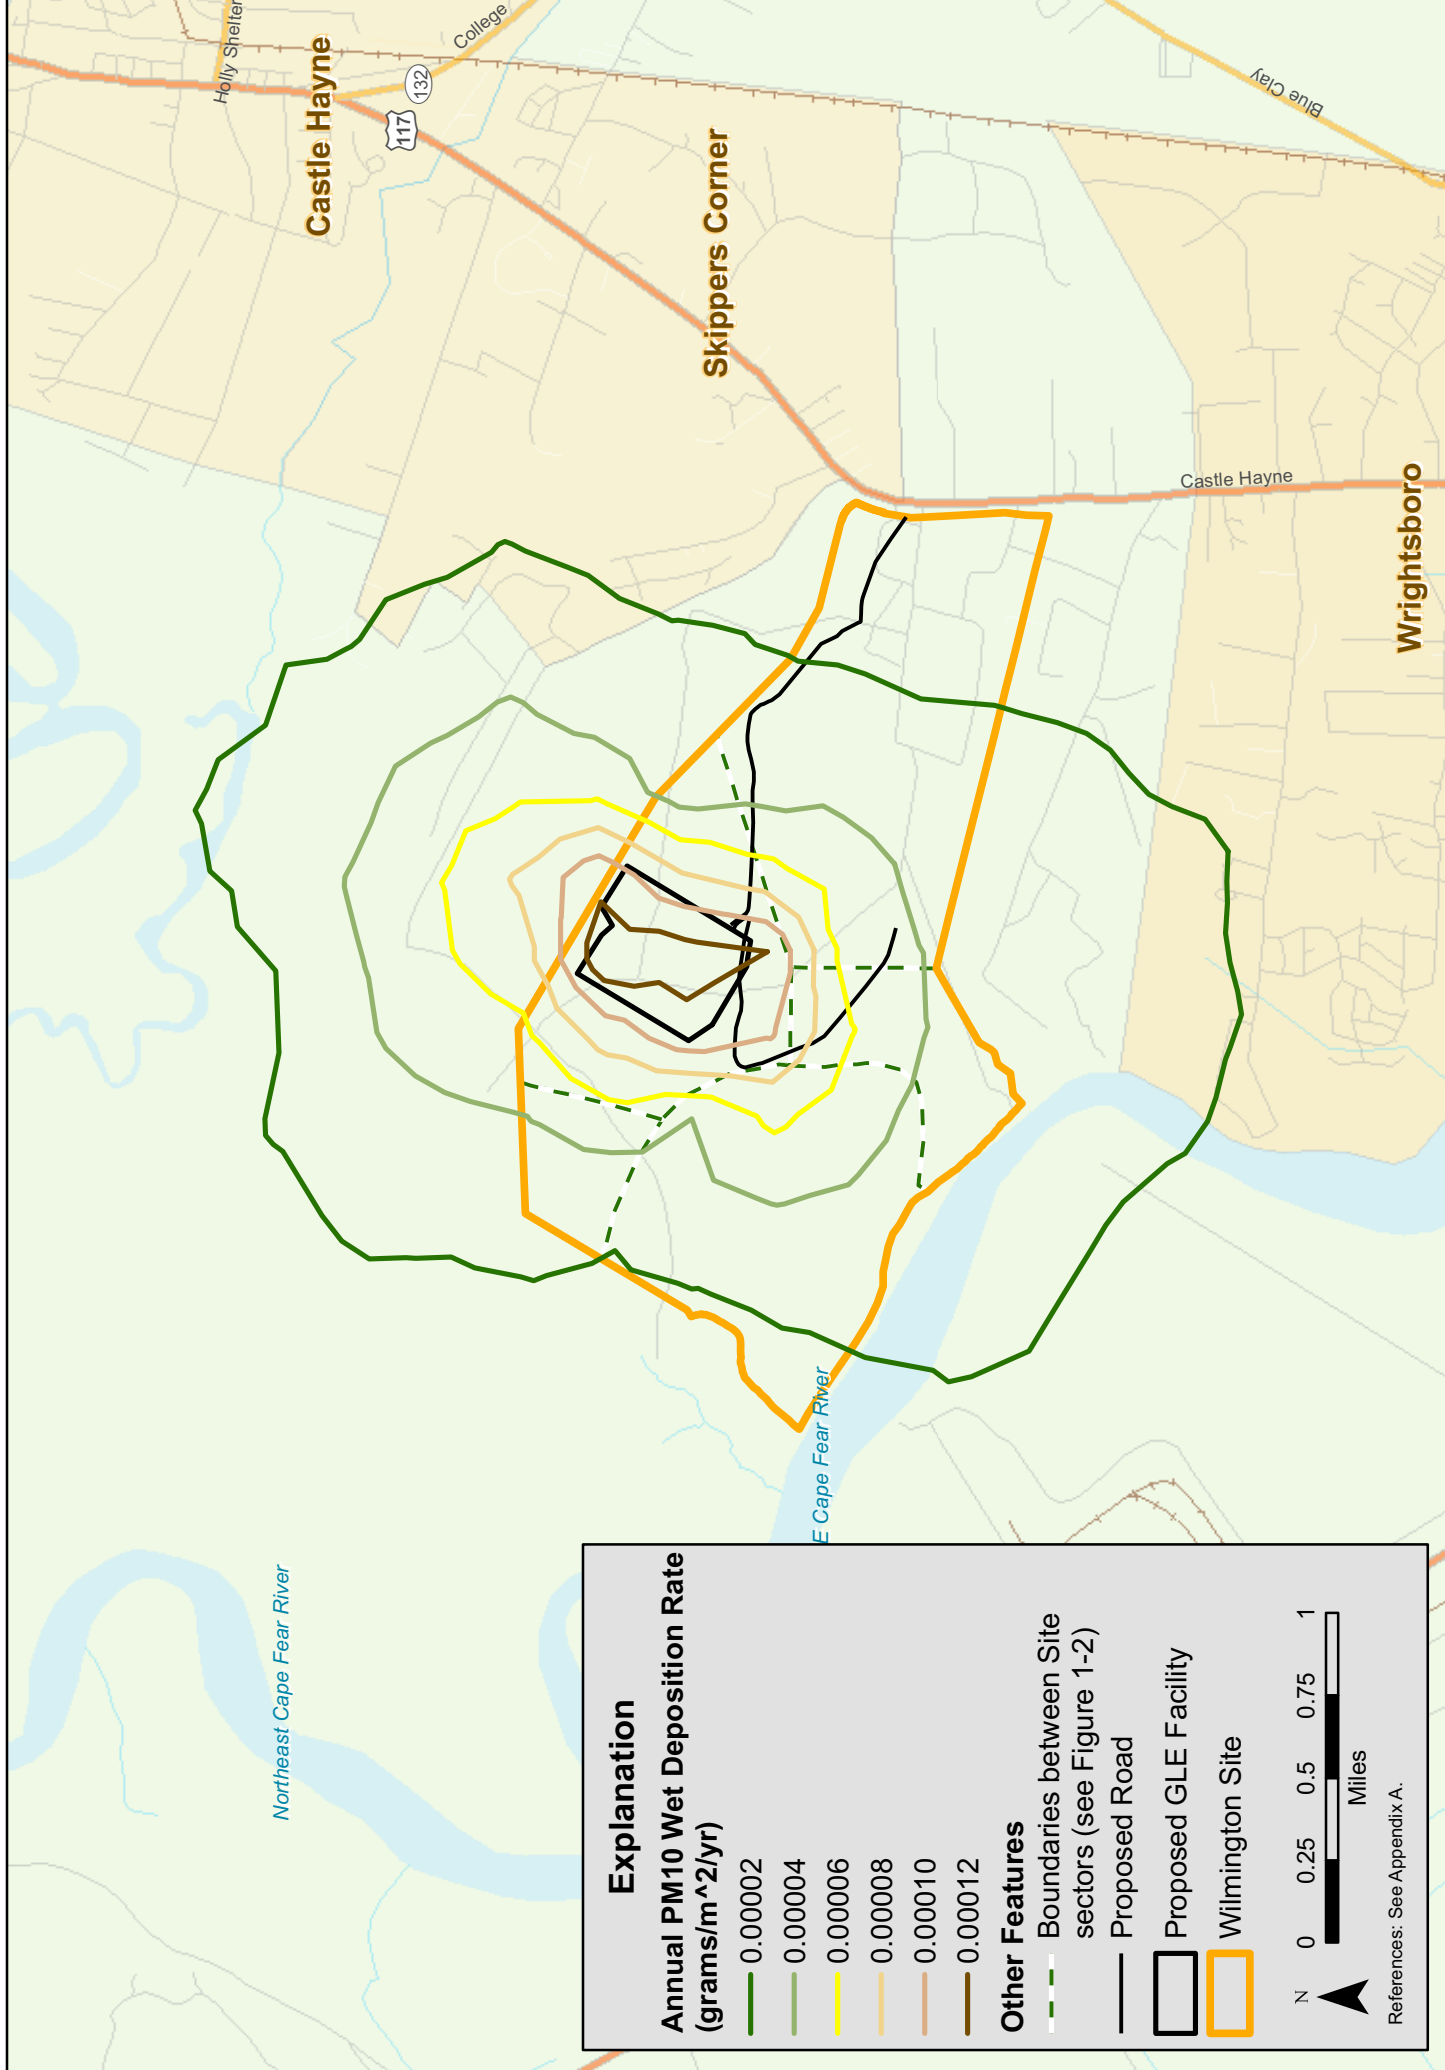 Castle Hayne
Holly Shelter
College
132
117
Blue Clay
Skippers Corner
Castle Hayne
Wrightsboro
Northeast Cape Fear River
E Cape Fear River
Explanation
Annual PM10 Wet Deposition Rate
(grams/m^2/yr)
0.00002
0.00004
0.00006
0.00008
0.00010
0.00012
Other Features
Boundaries between Site
sectors (see Figure 1-2)
Proposed Road
Proposed GLE Facility
Wilmington Site
N
0 0.25 0.5 0.75 1
Miles
References: See Appendix A.